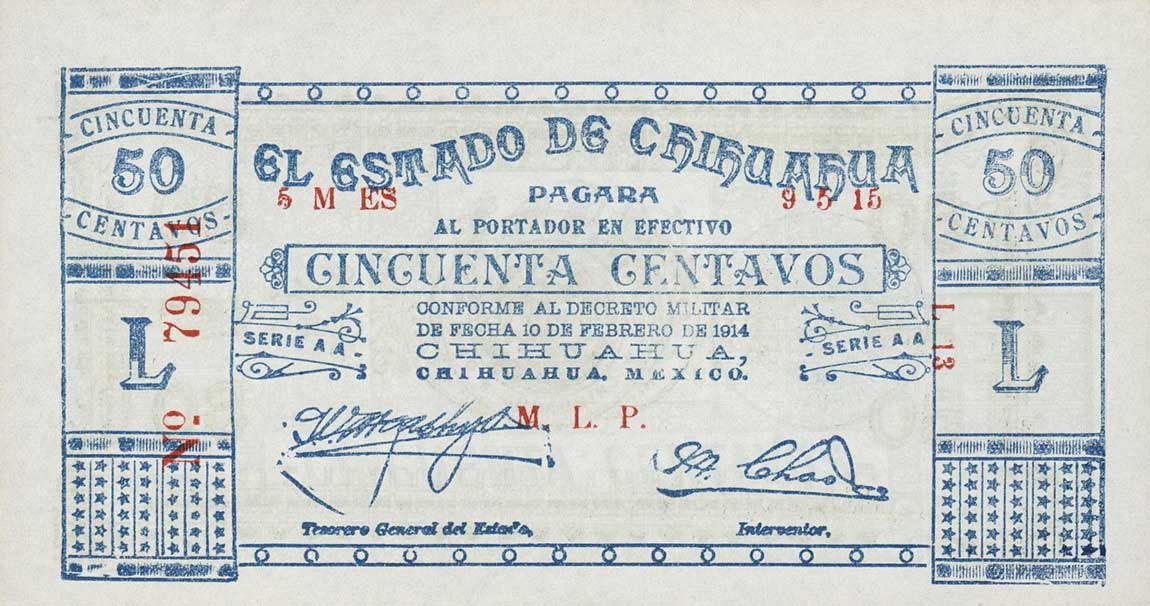 CINCUENTA
50
CENTAVOS
L
No 79451
EL ESTADO DE CHIHUAHUA
5 M ES
PAGARA
9 5 15
AL PORTADOR EN EFECTIVO
CINCUENTA CENTAVOS
CONFORME AL DECRETO MILITAR
DE FECHA 10 DE FEBRERO DE 1914
SERIE A A
SERIE A A
CHIHUAHUA,
CHIHUAHUA, MEXICO.
M. L. P.
Tesorero General del Estado,
Interventor.
CINCUENTA
50
CENTAVOS
L 13
L